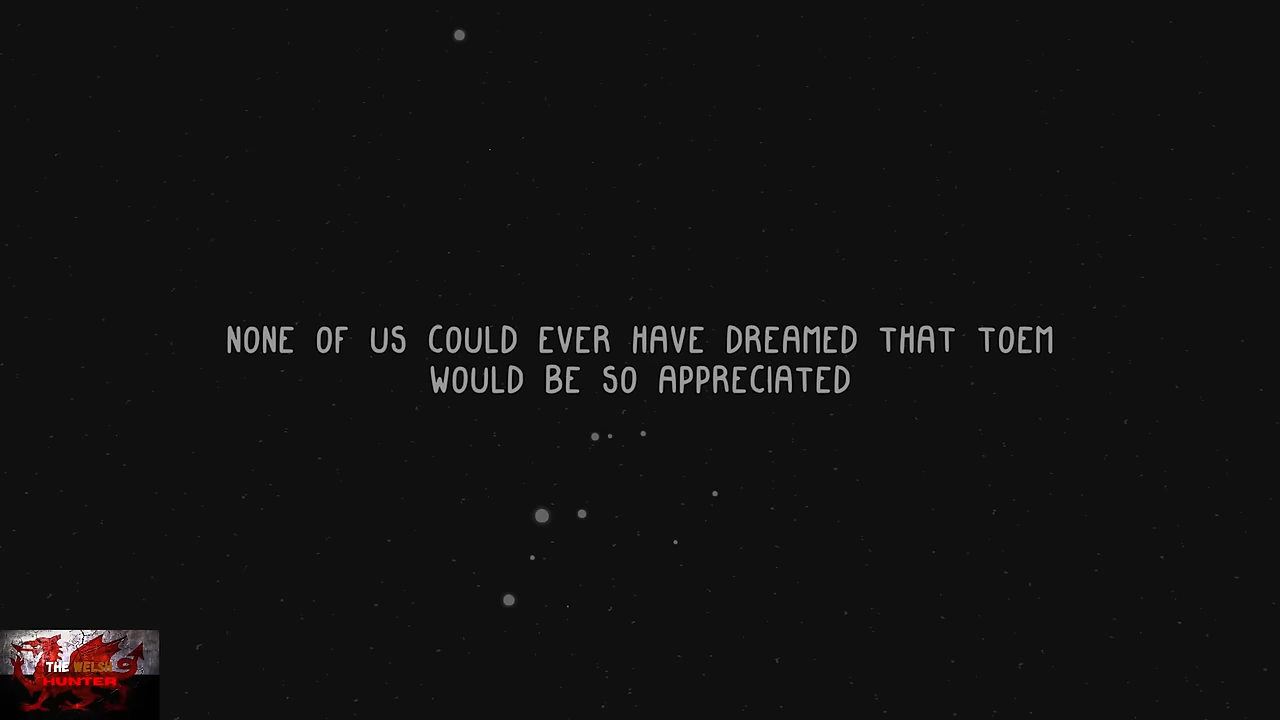 NONE OF US COULD EVER HAVE DREAMED THAT TOEM
WOULD BE SO APPRECIATED
THE WELSH
HUNTER